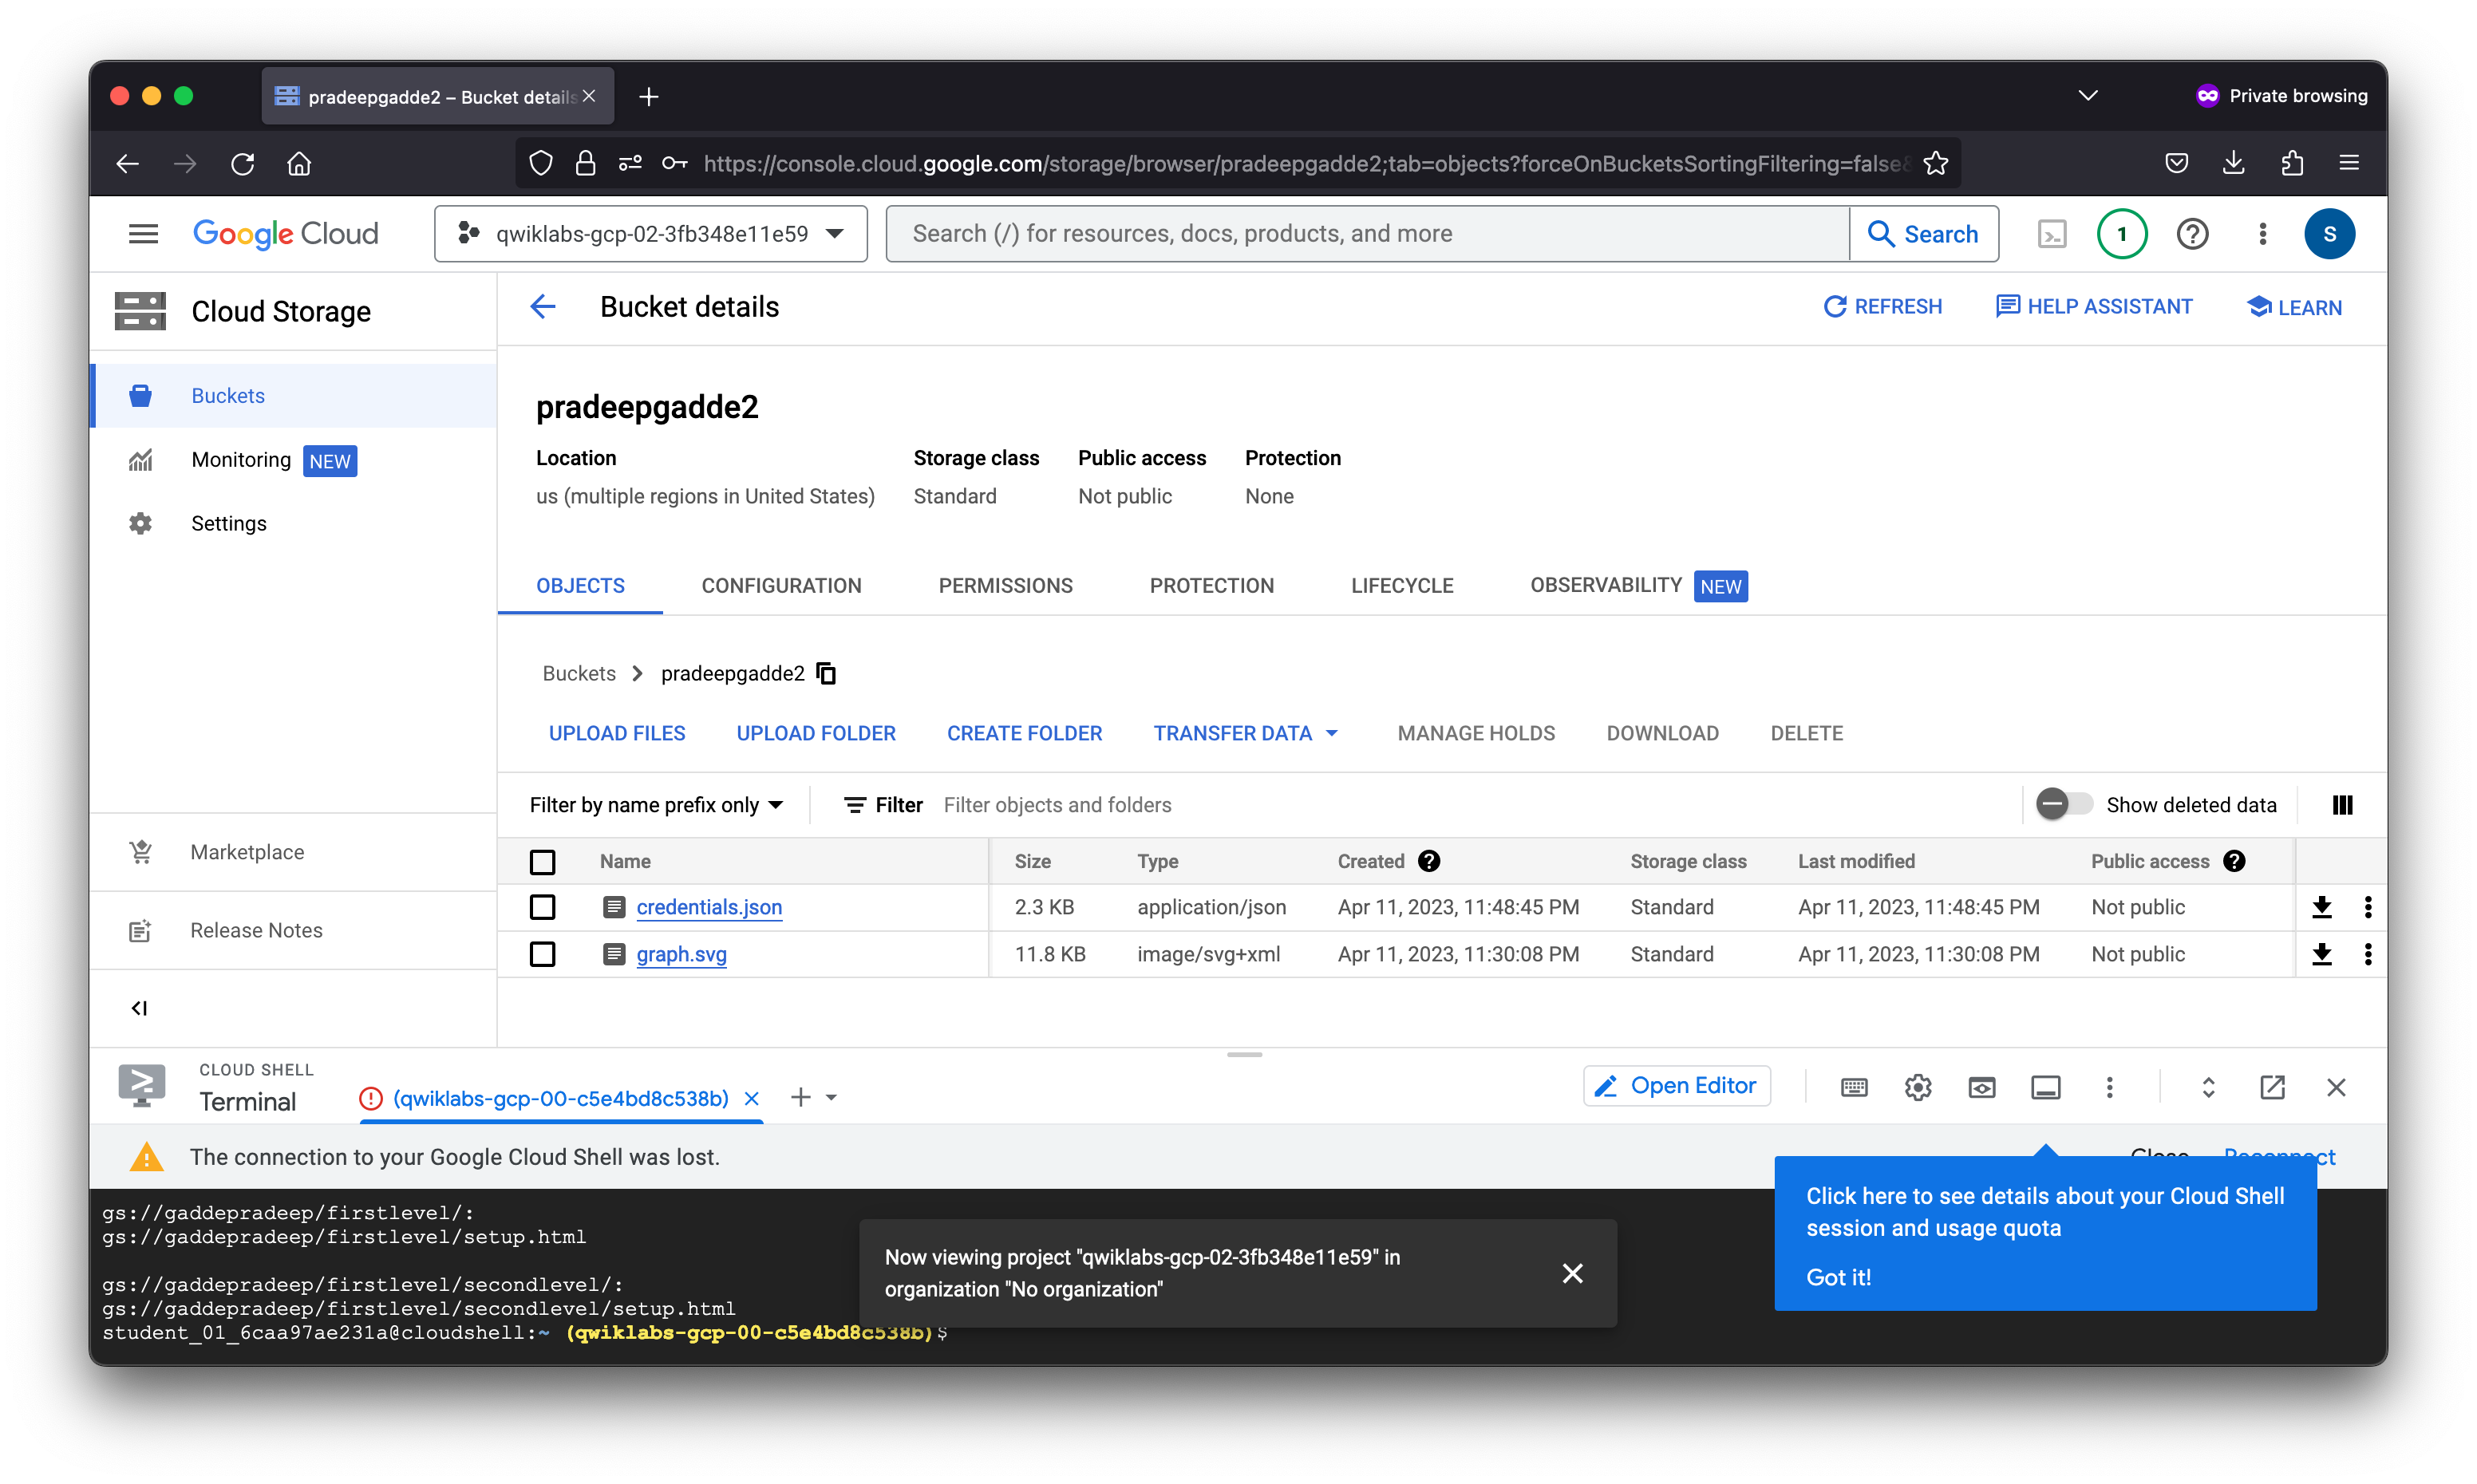 pradeepgadde2 – Bucket details
Private browsing
https://console.cloud.google.com/storage/browser/pradeepgadde2;tab=objects?forceOnBucketsSortingFiltering=false&
Google Cloud
qwiklabs-gcp-02-3fb348e11e59
Search (/) for resources, docs, products, and more
Search
1
S
Cloud Storage
Bucket details
REFRESH
HELP ASSISTANT
LEARN
Buckets
Monitoring NEW
Settings
Marketplace
Release Notes
pradeepgadde2
Location Storage class Public access Protection
us (multiple regions in United States) Standard Not public None
OBJECTS CONFIGURATION PERMISSIONS PROTECTION LIFECYCLE OBSERVABILITY NEW
Buckets > pradeepgadde2
UPLOAD FILES UPLOAD FOLDER CREATE FOLDER TRANSFER DATA MANAGE HOLDS DOWNLOAD DELETE
Filter by name prefix only Filter Filter objects and folders Show deleted data
Name Size Type Created Storage class Last modified Public access
credentials.json 2.3 KB application/json Apr 11, 2023, 11:48:45 PM Standard Apr 11, 2023, 11:48:45 PM Not public
graph.svg 11.8 KB image/svg+xml Apr 11, 2023, 11:30:08 PM Standard Apr 11, 2023, 11:30:08 PM Not public
CLOUD SHELL
Terminal
(qwiklabs-gcp-00-c5e4bd8c538b)
Open Editor
The connection to your Google Cloud Shell was lost.
Close Reconnect
gs://gaddepradeep/firstlevel/:
gs://gaddepradeep/firstlevel/setup.html
gs://gaddepradeep/firstlevel/secondlevel/:
gs://gaddepradeep/firstlevel/secondlevel/setup.html
student_01_6caa97ae231a@cloudshell:~ (qwiklabs-gcp-00-c5e4bd8c538b)$
Now viewing project "qwiklabs-gcp-02-3fb348e11e59" in
organization "No organization"
Click here to see details about your Cloud Shell
session and usage quota
Got it!